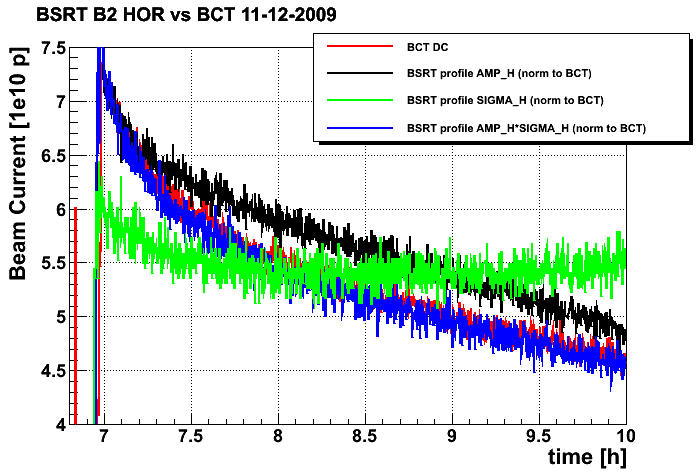 BSRT B2 HOR vs BCT 11-12-2009
BCT DC
BSRT profile AMP_H (norm to BCT)
BSRT profile SIGMA_H (norm to BCT)
BSRT profile AMP_H*SIGMA_H (norm to BCT)
Beam Current [1e10 p]
7.5
7
6.5
6
5.5
5
4.5
4
7 7.5 8 8.5 9 9.5 10
time [h]